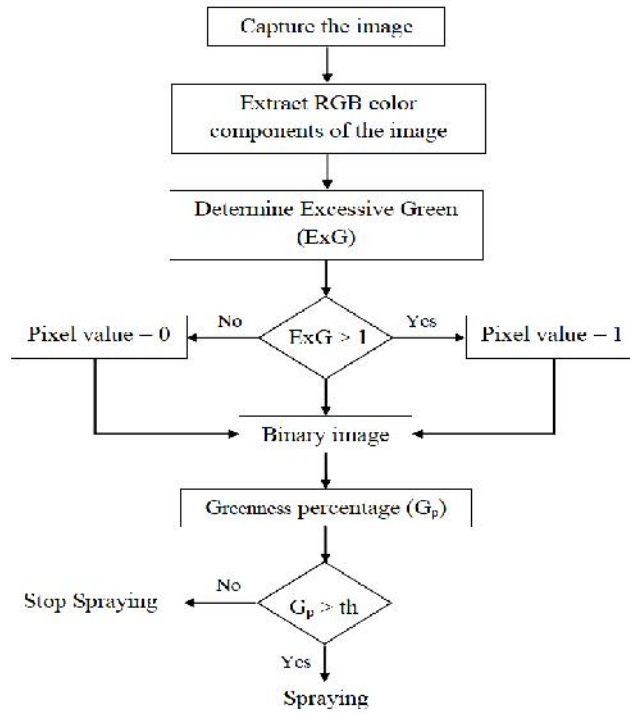 Capture the image
Extract RGB color
components of the image
Determine Excessive Green
(ExG)
No
Yes
Pixel value – 0
ExG > 1
Pixel value – 1
Binary image
Greenness percentage (Gp)
No
Stop Spraying
Gp > th
Yes
Spraying